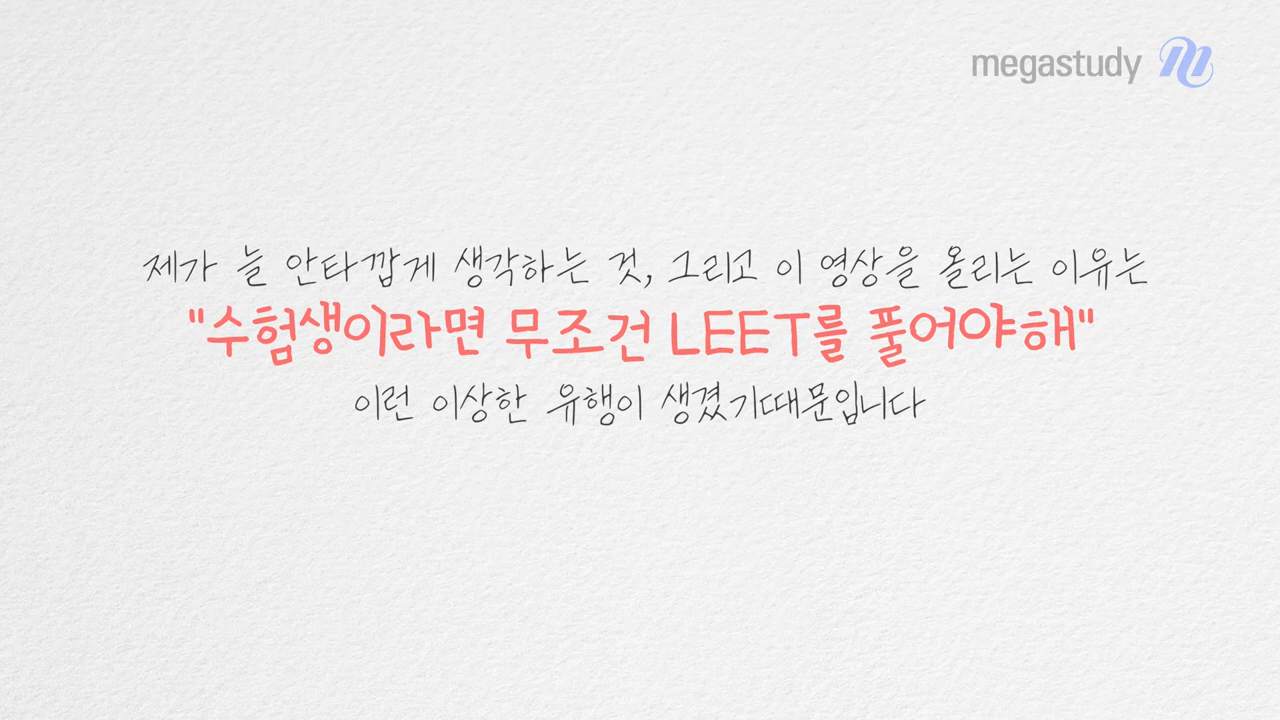 megastudy
제가 늘 안타깝게 생각하는 것, 그리고 이 영상을 올리는 이유는
"수험생이라면 무조건 LEET를 풀어야해"
이런 이상한 유행이 생겼기때문입니다